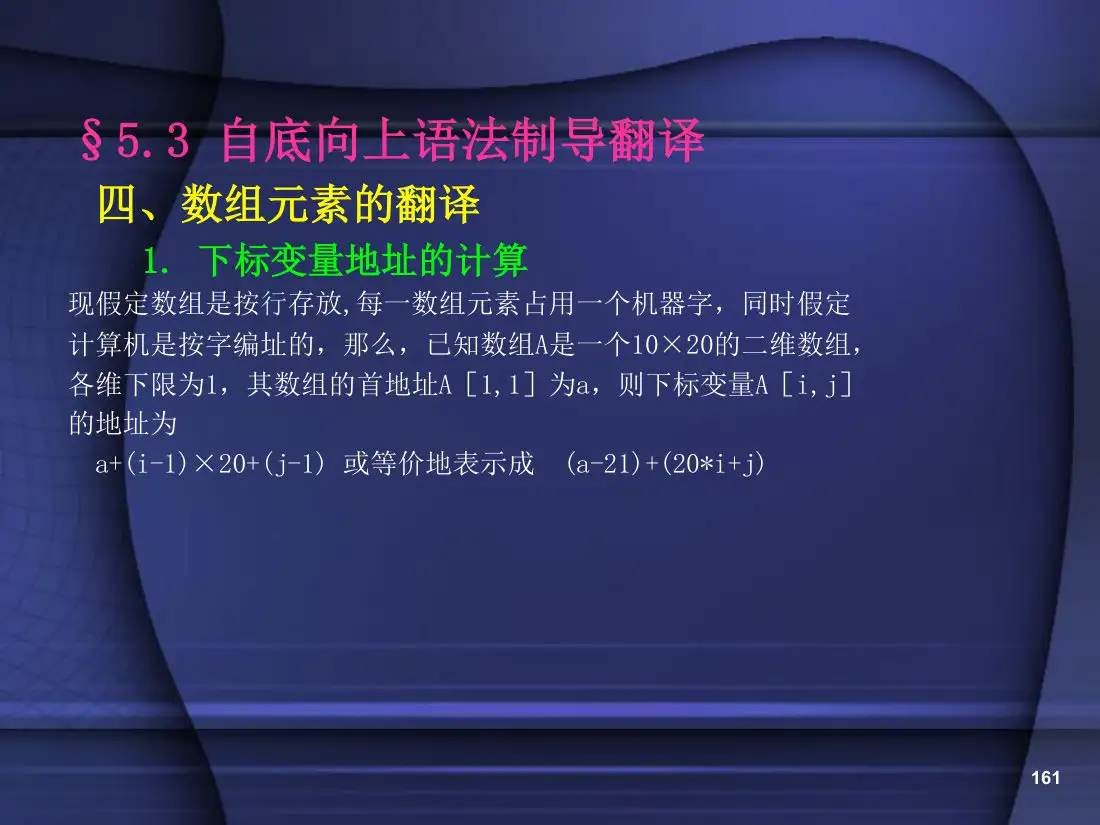 §5.3 自底向上语法制导翻译
四、数组元素的翻译
1. 下标变量地址的计算
现假定数组是按行存放,每一数组元素占用一个机器字，同时假定
计算机是按字编址的，那么，已知数组A是一个10×20的二维数组，
各维下限为1，其数组的首地址A［1,1］为a，则下标变量A［i,j］
的地址为
a+(i-1)×20+(j-1) 或等价地表示成 (a-21)+(20*i+j)
161